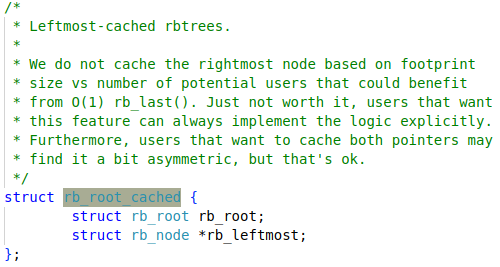 /*
 * Leftmost-cached rbtrees.
 *
 * We do not cache the rightmost node based on footprint
 * size vs number of potential users that could benefit
 * from O(1) rb_last(). Just not worth it, users that want
 * this feature can always implement the logic explicitly.
 * Furthermore, users that want to cache both pointers may
 * find it a bit asymmetric, but that's ok.
 */
struct rb_root_cached {
        struct rb_root rb_root;
        struct rb_node *rb_leftmost;
};